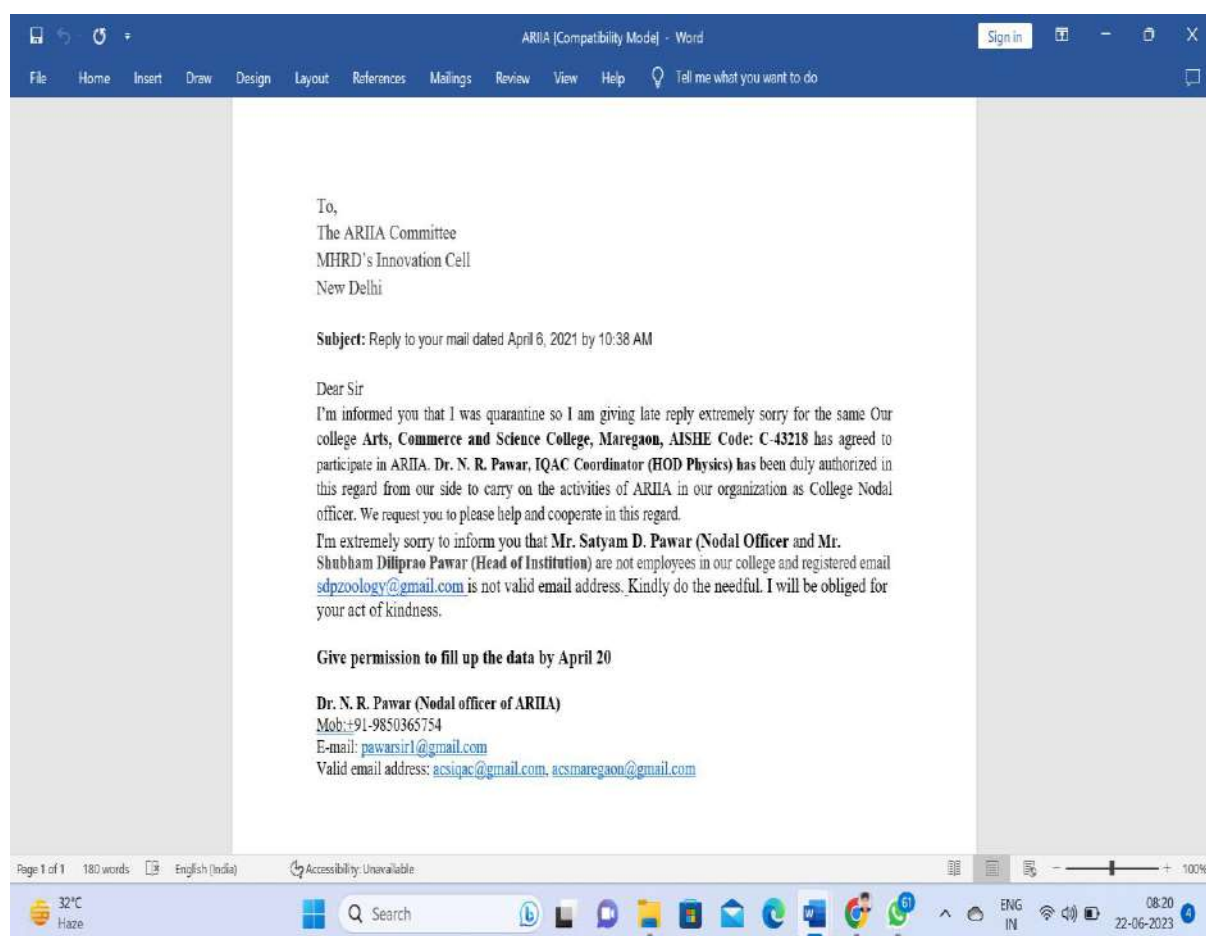 ARIIA [Compatibility Mode] - Word
Sign in
File Home Insert Draw Design Layout References Mailings Review View Help Tell me what you want to do
To,
The ARIIA Committee
MHRD's Innovation Cell
New Delhi
Subject: Reply to your mail dated April 6, 2021 by 10:38 AM
Dear Sir
I'm informed you that I was quarantine so I am giving late reply extremely sorry for the same Our
college Arts, Commerce and Science College, Maregaon, AISHE Code: C-43218 has agreed to
participate in ARIIA. Dr. N. R. Pawar, IQAC Coordinator (HOD Physics) has been duly authorized in
this regard from our side to carry on the activities of ARIIA in our organization as College Nodal
officer. We request you to please help and cooperate in this regard.
I'm extremely sorry to inform you that Mr. Satyam D. Pawar (Nodal Officer and Mr.
Shubham Diliprao Pawar (Head of Institution) are not employees in our college and registered email
sdpzoology@gmail.com is not valid email address. Kindly do the needful. I will be obliged for
your act of kindness.
Give permission to fill up the data by April 20
Dr. N. R. Pawar (Nodal officer of ARIIA)
Mob:+91-9850365754
E-mail: pawarsir1@gmail.com
Valid email address: acsiqac@gmail.com, acsmaregaon@gmail.com
Page 1 of 1 180 words English (India) Accessibility: Unavailable 100%
32°C
Haze
Search
61
ENG
IN
08:20
22-06-2023
4